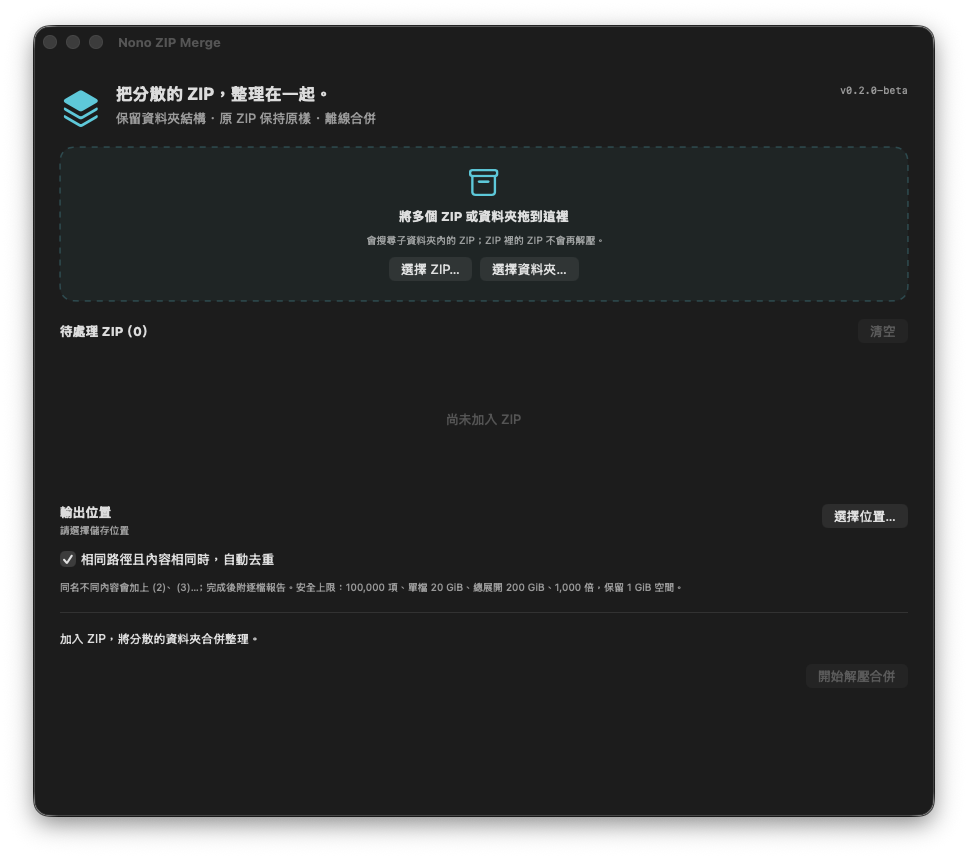 Nono ZIP Merge
把分散的 ZIP，整理在一起。
保留資料夾結構・原 ZIP 保持原樣・離線合併
v0.2.0-beta
將多個 ZIP 或資料夾拖到這裡
會搜尋子資料夾內的 ZIP；ZIP 裡的 ZIP 不會再解壓。
選擇 ZIP...
選擇資料夾...
待處理 ZIP（0）
清空
尚未加入 ZIP
輸出位置
請選擇儲存位置
選擇位置...
相同路徑且內容相同時，自動去重
同名不同內容會加上 (2)、 (3)…；完成後附逐檔報告。安全上限：100,000 項、單檔 20 GiB、總展開 200 GiB、1,000 倍，保留 1 GiB 空間。
加入 ZIP，將分散的資料夾合併整理。
開始解壓合併